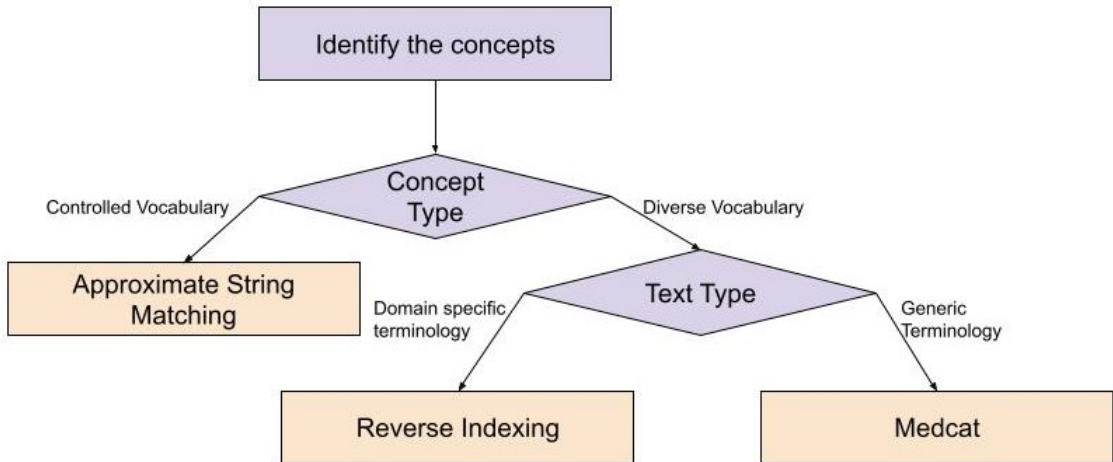 Identify the concepts
Concept
Type
Controlled Vocabulary
Diverse Vocabulary
Approximate String
Matching
Text Type
Domain specific
terminology
Generic
Terminology
Reverse Indexing
Medcat